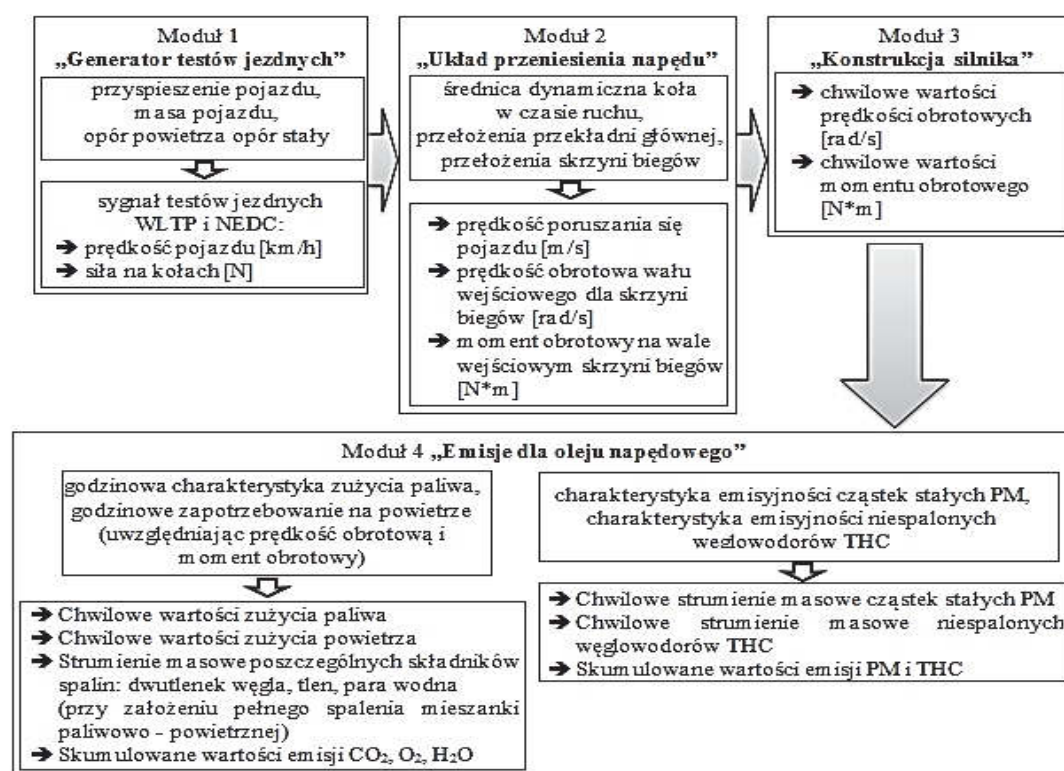 Moduł 1
„Generator testów jezdnych”
przyspieszenie pojazdu,
masa pojazdu,
opór powietrza opór stały
sygnał testów jezdnych
WLTP i NEDC:
➔ prędkość pojazdu [km/h]
➔ siła na kołach [N]
Moduł 2
„Układ przeniesienia napędu”
średnica dynamiczna koła
w czasie ruchu,
przełożenia przekładni głównej,
przełożenia skrzyni biegów
➔ prędkość poruszania się
pojazdu [m/s]
➔ prędkość obrotowa wału
wejściowego dla skrzyni
biegów [rad/s]
➔ moment obrotowy na wale
wejściowym skrzyni biegów
[N*m]
Moduł 3
„Konstrukcja silnika”
➔ chwilowe wartości
prędkości obrotowych
[rad/s]
➔ chwilowe wartości
momentu obrotowego
[N*m]
Moduł 4 „Emisje dla oleju napędowego”
godzinowa charakterystyka zużycia paliwa,
godzinowe zapotrzebowanie na powietrze
(uwzględniając prędkość obrotową i
moment obrotowy)
➔ Chwilowe wartości zużycia paliwa
➔ Chwilowe wartości zużycia powietrza
➔ Strumienie masowe poszczególnych składników
spalin: dwutlenek węgla, tlen, para wodna
(przy założeniu pełnego spalenia mieszanki
paliwowo - powietrznej)
➔ Skumulowane wartości emisji CO₂, O₂, H₂O
charakterystyka emisyjności cząstek stałych PM,
charakterystyka emisyjności niespalonych
węglowodorów THC
➔ Chwilowe strumienie masowe cząstek stałych PM
➔ Chwilowe strumienie masowe niespalonych
węglowodorów THC
➔ Skumulowane wartości emisji PM i THC